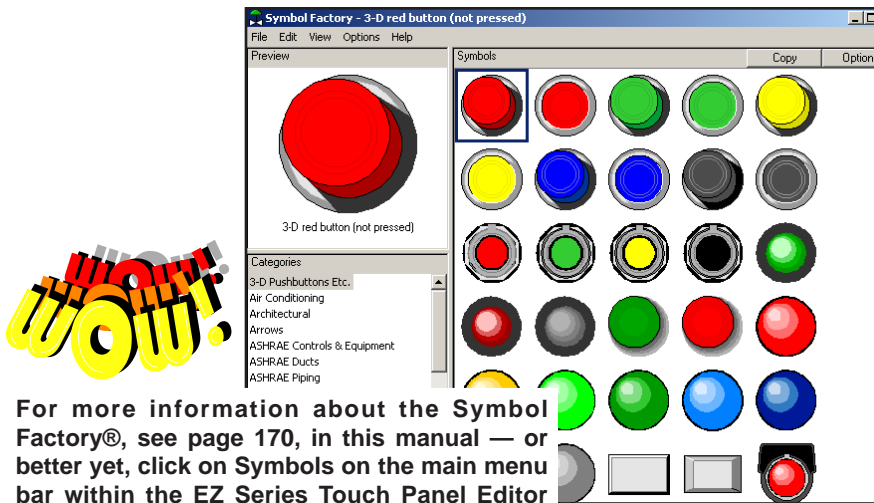 Symbol Factory - 3-D red button (not pressed)
File Edit View Options Help
Preview
Symbols
Copy
Option
3-D red button (not pressed)
wow!
Categories
3-D Pushbuttons Etc.
Air Conditioning
Architectural
Arrows
ASHRAE Controls & Equipment
ASHRAE Ducts
ASHRAE Piping
For more information about the Symbol
Factory®, see page 170, in this manual — or
better yet, click on Symbols on the main menu
bar within the EZ Series Touch Panel Editor